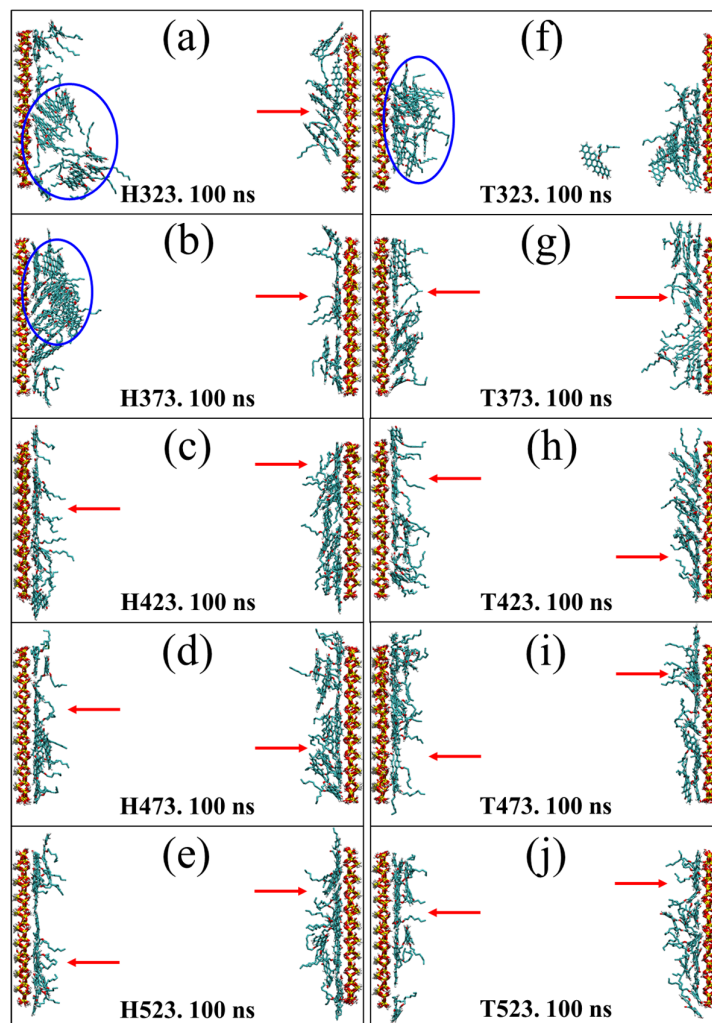 (a)
H323. 100 ns
(f)
T323. 100 ns
(b)
H373. 100 ns
(g)
T373. 100 ns
(c)
H423. 100 ns
(h)
T423. 100 ns
(d)
H473. 100 ns
(i)
T473. 100 ns
(e)
H523. 100 ns
(j)
T523. 100 ns